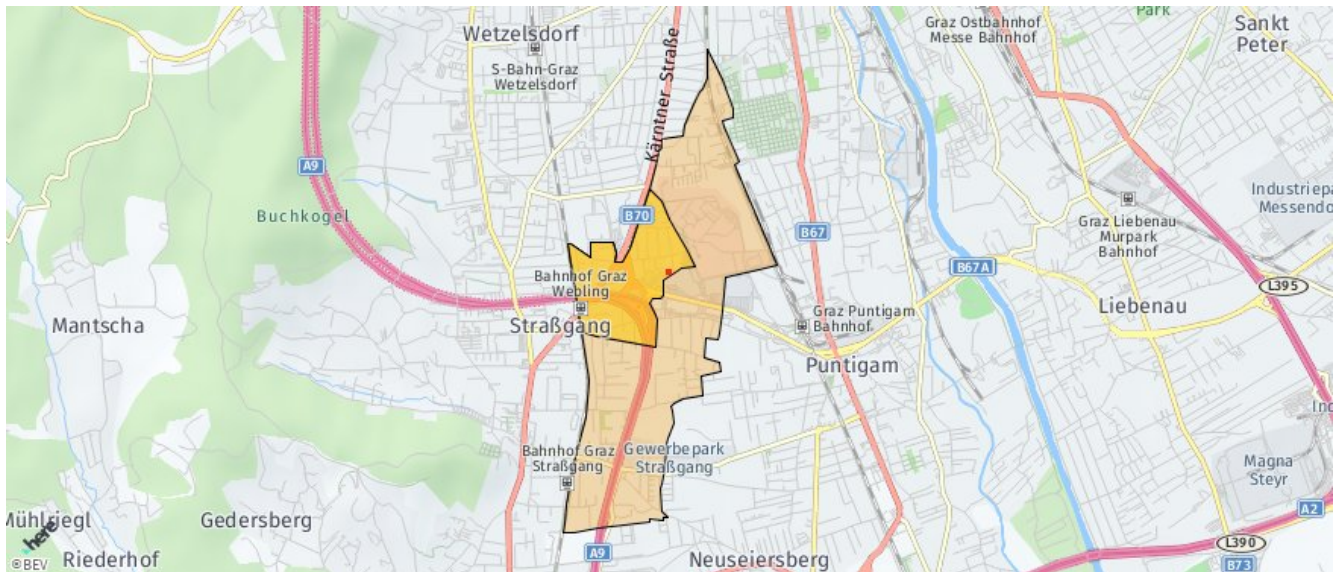 Graz Ostbahnhof
Messe Bahnhof
Park
Sankt
Peter
Wetzelsdorf
S-Bahn-Graz
Wetzelsdorf
Kärntner Straße
A9
Buchkogel
B70
B67
Industriepa
Messendo
Graz Liebenau
Murpark
Bahnhof
B67A
L395
Bahnhof Graz
Webling
Mantscha
Straßgang
Graz Puntigam
Bahnhof
Liebenau
Puntigam
Ind
Bahnhof Graz
Straßgang
Gewerbepark
Straßgang
Magna
Steyr
A2
Mühlriegl
Gedersberg
here
©BEV
Riederhof
A9
Neuseiersberg
L390
B73